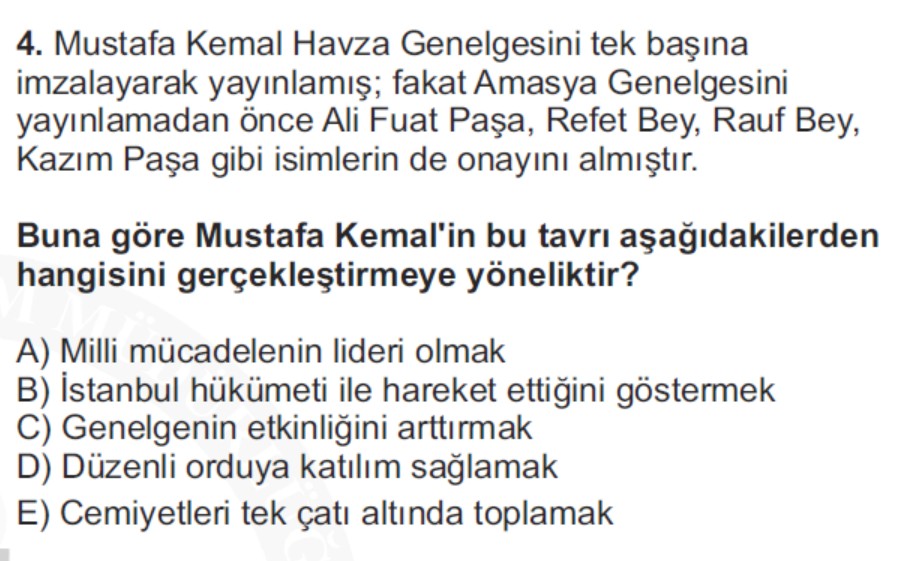 4. Mustafa Kemal Havza Genelgesini tek başına
imzalayarak yayınlamış; fakat Amasya Genelgesini
yayınlamadan önce Ali Fuat Paşa, Refet Bey, Rauf Bey,
Kazım Paşa gibi isimlerin de onayını almıştır.
Buna göre Mustafa Kemal'in bu tavrı aşağıdakilerden
hangisini gerçekleştirmeye yöneliktir?
A) Milli mücadelenin lideri olmak
B) İstanbul hükümeti ile hareket ettiğini göstermek
C) Genelgenin etkinliğini arttırmak
D) Düzenli orduya katılım sağlamak
E) Cemiyetleri tek çatı altında toplamak